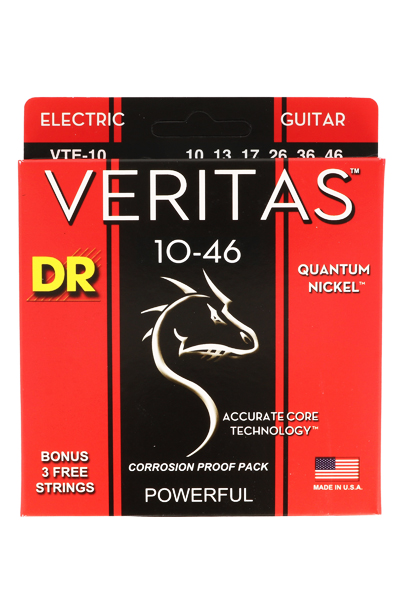 ELECTRIC GUITAR
VTE-10 10 13 17 26 36 46
VERITAS™
10-46
DR
QUANTUM
NICKEL™
ACCURATE CORE
TECHNOLOGY™
BONUS
3 FREE
STRINGS
CORROSION PROOF PACK
POWERFUL
MADE IN U.S.A.